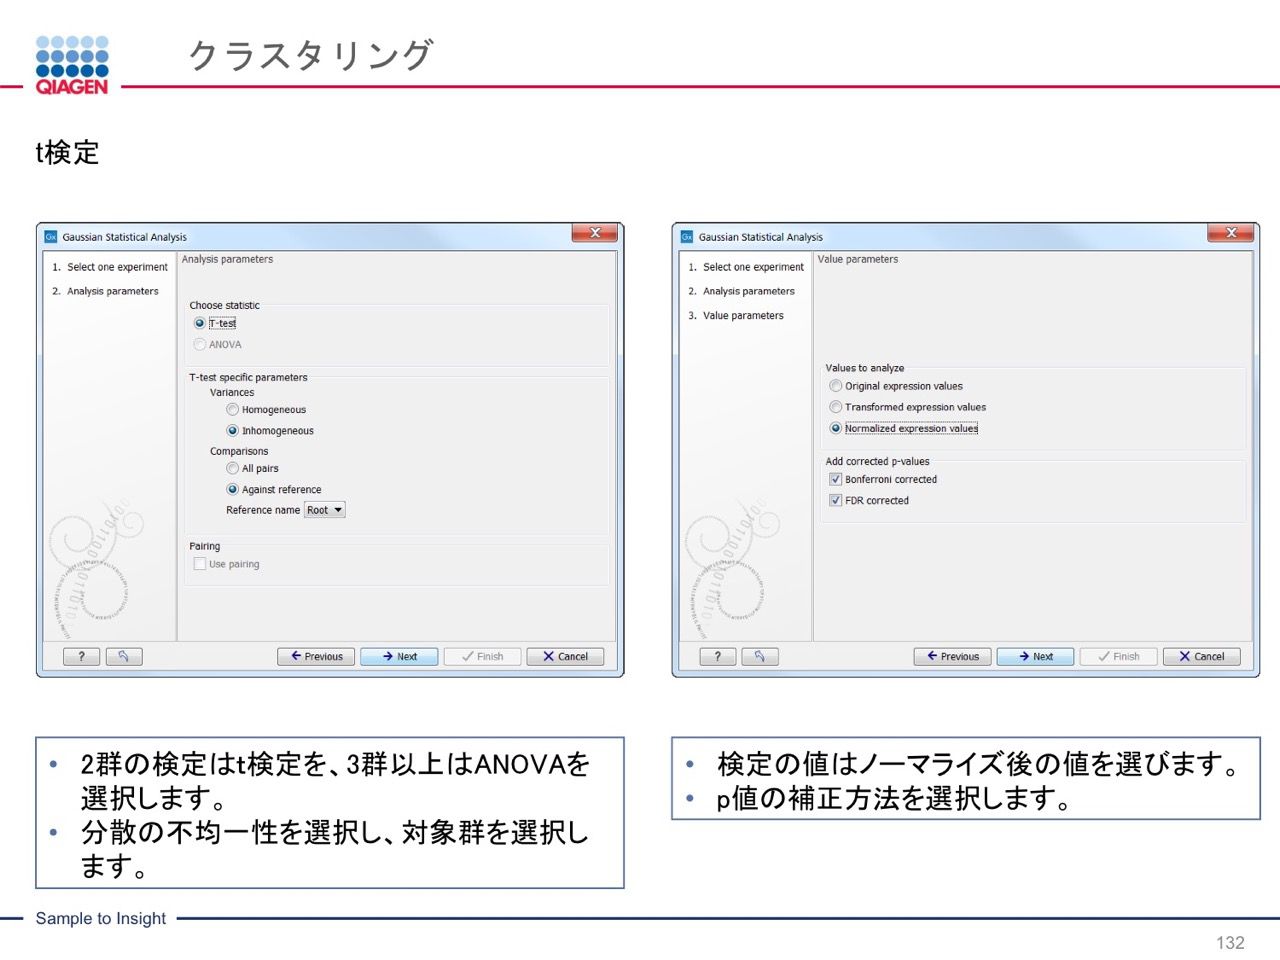 クラスタリング
QIAGEN
t検定
Gaussian Statistical Analysis
1. Select one experiment
2. Analysis parameters
Analysis parameters
Choose statistic
T-test
ANOVA
T-test specific parameters
Variances
Homogeneous
Inhomogeneous
Comparisons
All pairs
Against reference
Reference name Root
Pairing
Use pairing
? Previous Next Finish Cancel
Gaussian Statistical Analysis
1. Select one experiment
2. Analysis parameters
3. Value parameters
Value parameters
Values to analyze
Original expression values
Transformed expression values
Normalized expression values
Add corrected p-values
Bonferroni corrected
FDR corrected
? Previous Next Finish Cancel
• 2群の検定はt検定を、3群以上はANOVAを
選択します。
• 分散の不均一性を選択し、対象群を選択し
ます。
• 検定の値はノーマライズ後の値を選びます。
• p値の補正方法を選択します。
Sample to Insight
132